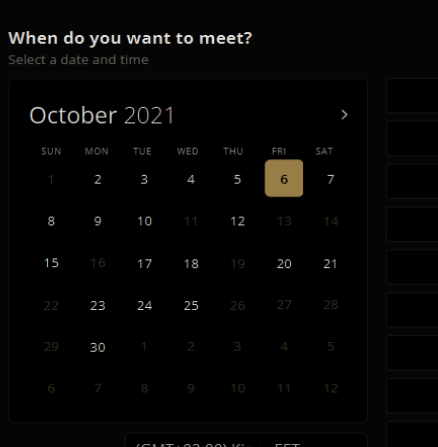 When do you want to meet?
Select a date and time
October 2021 >
SUN MON TUE WED THU FRI SAT
1 2 3 4 5 6 7
8 9 10 11 12 13 14
15 16 17 18 19 20 21
22 23 24 25 26 27 28
29 30 1 2 3 4 5
6 7 8 9 10 11 12